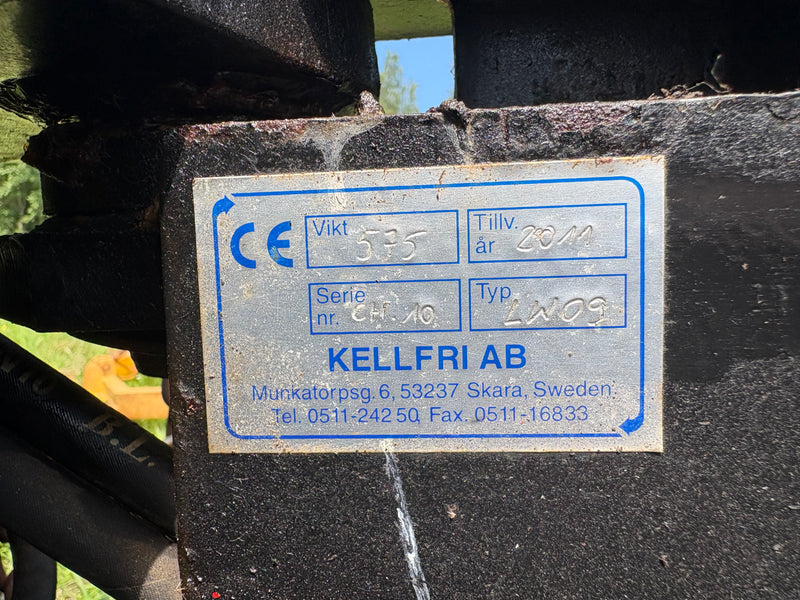 CE
Vikt 575
Tillv. år 2011
Serie nr. CH.10
Typ LW09
KELLFRI AB
Munkatorpsg. 6, 53237 Skara, Sweden.
Tel. 0511-242 50, Fax. 0511-16833
B.L.